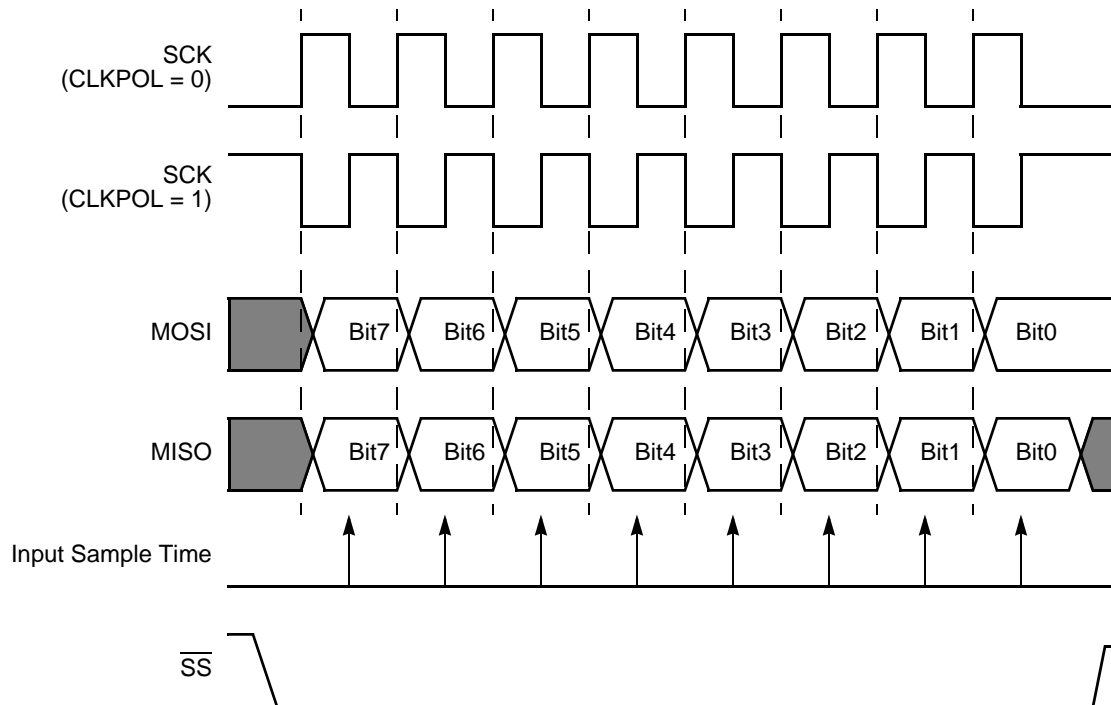 SCK
(CLKPOL = 0)
SCK
(CLKPOL = 1)
MOSI
Bit7 Bit6 Bit5 Bit4 Bit3 Bit2 Bit1 Bit0
MISO
Bit7 Bit6 Bit5 Bit4 Bit3 Bit2 Bit1 Bit0
Input Sample Time
SS